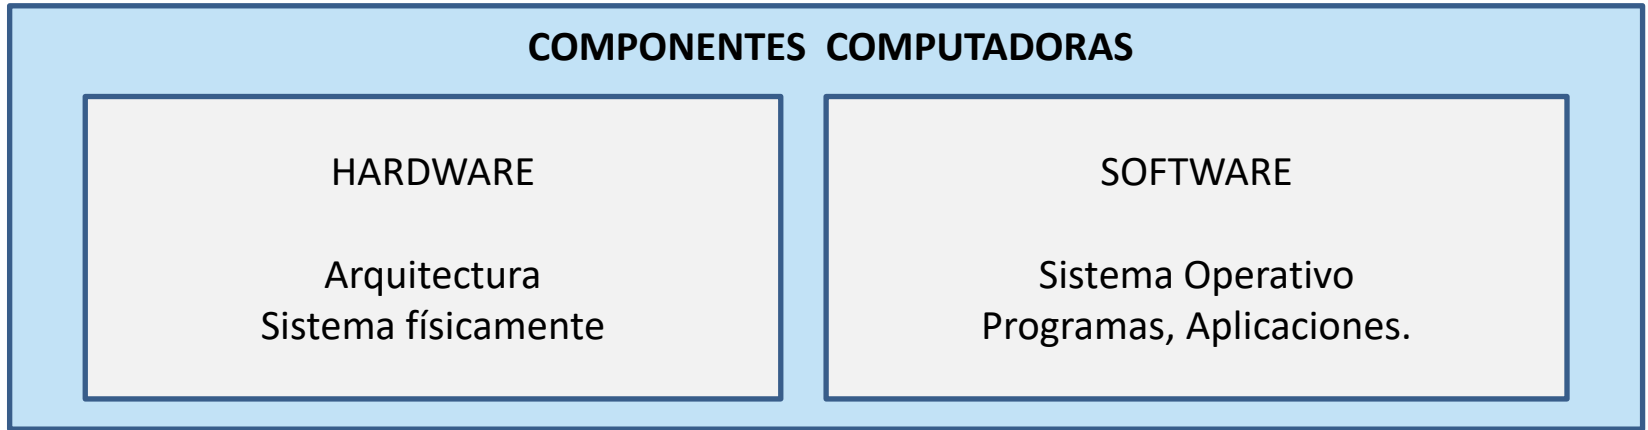 COMPONENTES COMPUTADORAS
HARDWARE
Arquitectura
Sistema físicamente
SOFTWARE
Sistema Operativo
Programas, Aplicaciones.